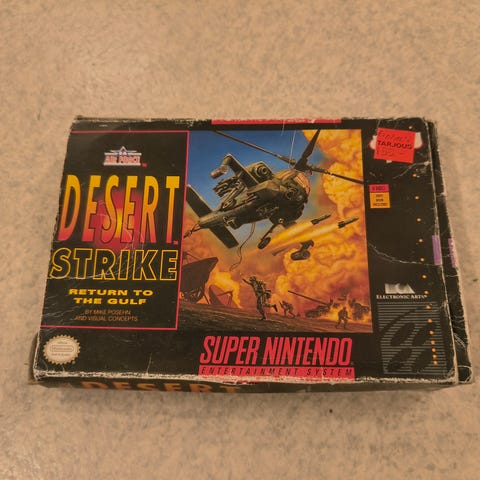 AIR FORCE
DESERT
STRIKE
RETURN TO
THE GULF
BY MIKE POSEHN
AND VISUAL CONCEPTS
TARJOUS
ELECTRONIC ARTS
SUPER NINTENDO
ENTERTAINMENT SYSTEM
DESERT